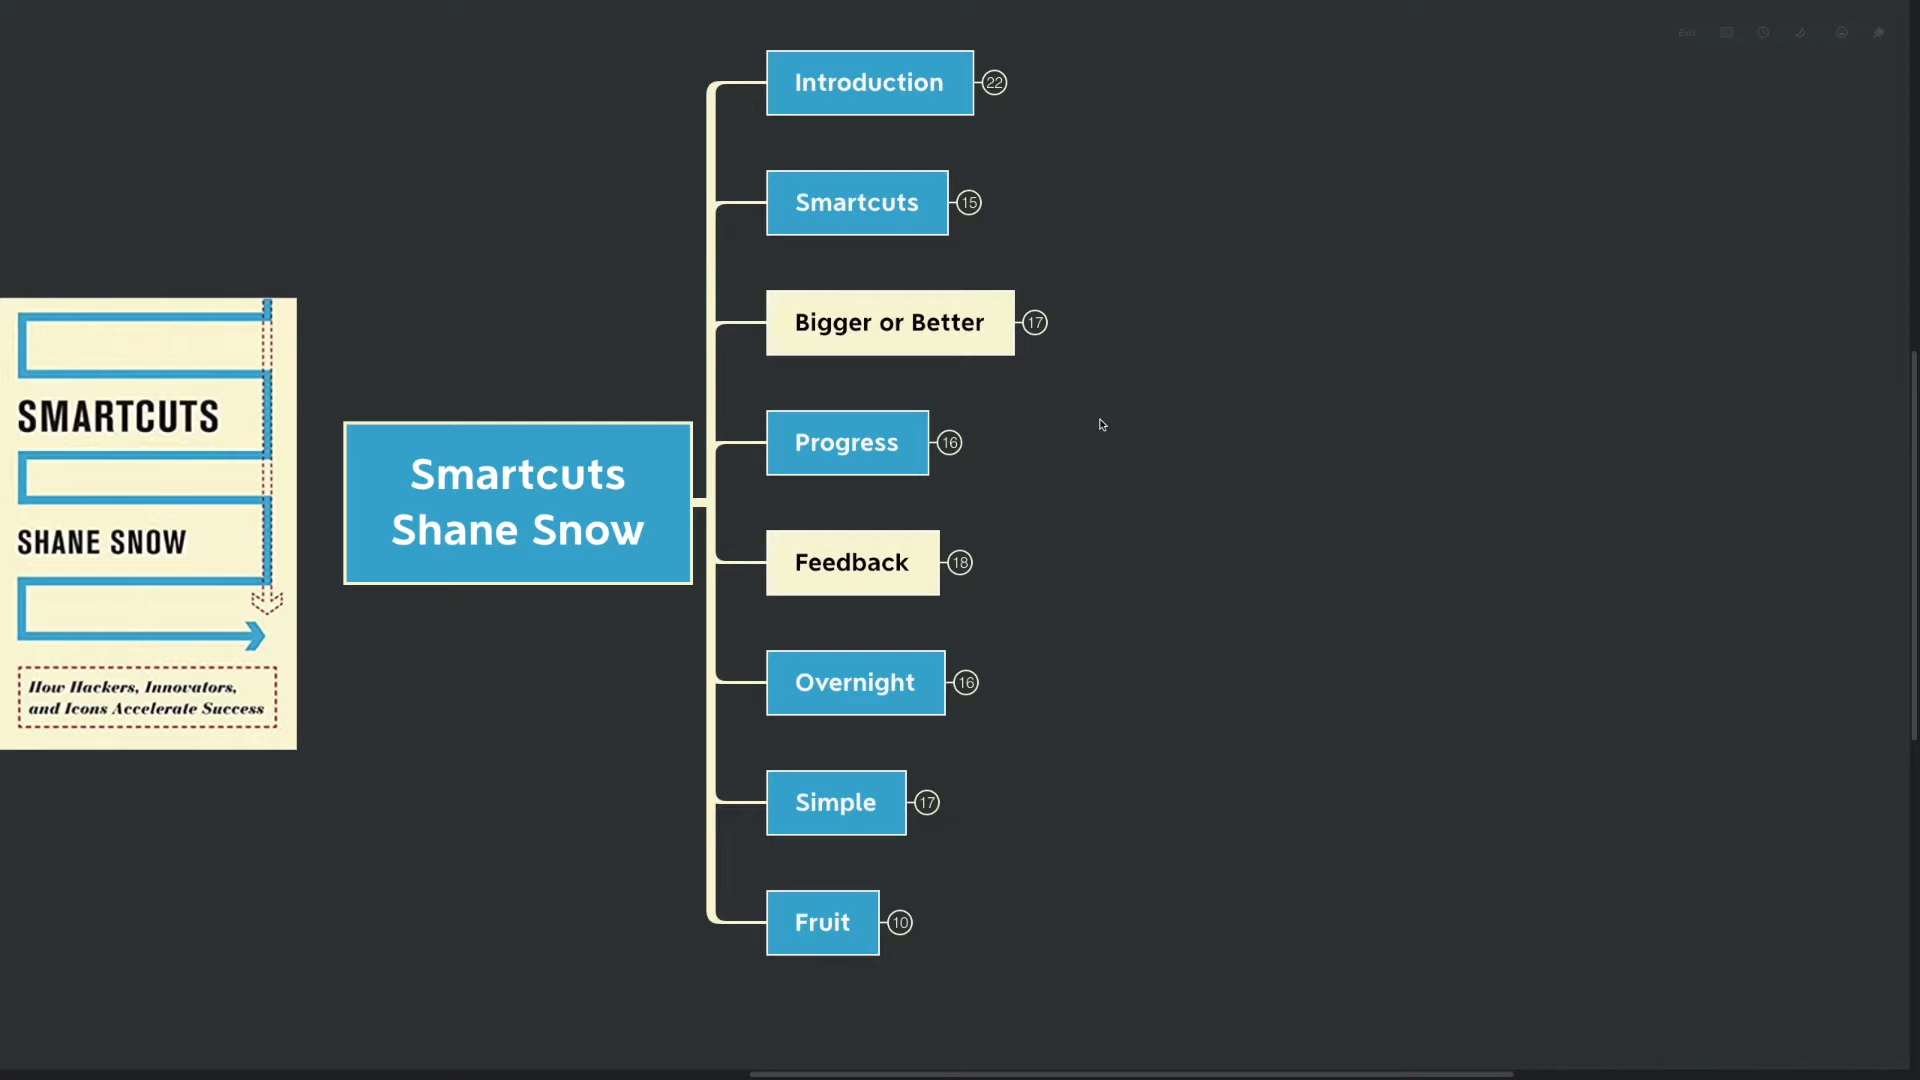 Exit
Introduction 22
Smartcuts 15
Bigger or Better 17
Progress 16
Feedback 18
Overnight 16
Simple 17
Fruit 10
Smartcuts
Shane Snow
SMARTCUTS
SHANE SNOW
How Hackers, Innovators,
and Icons Accelerate Success